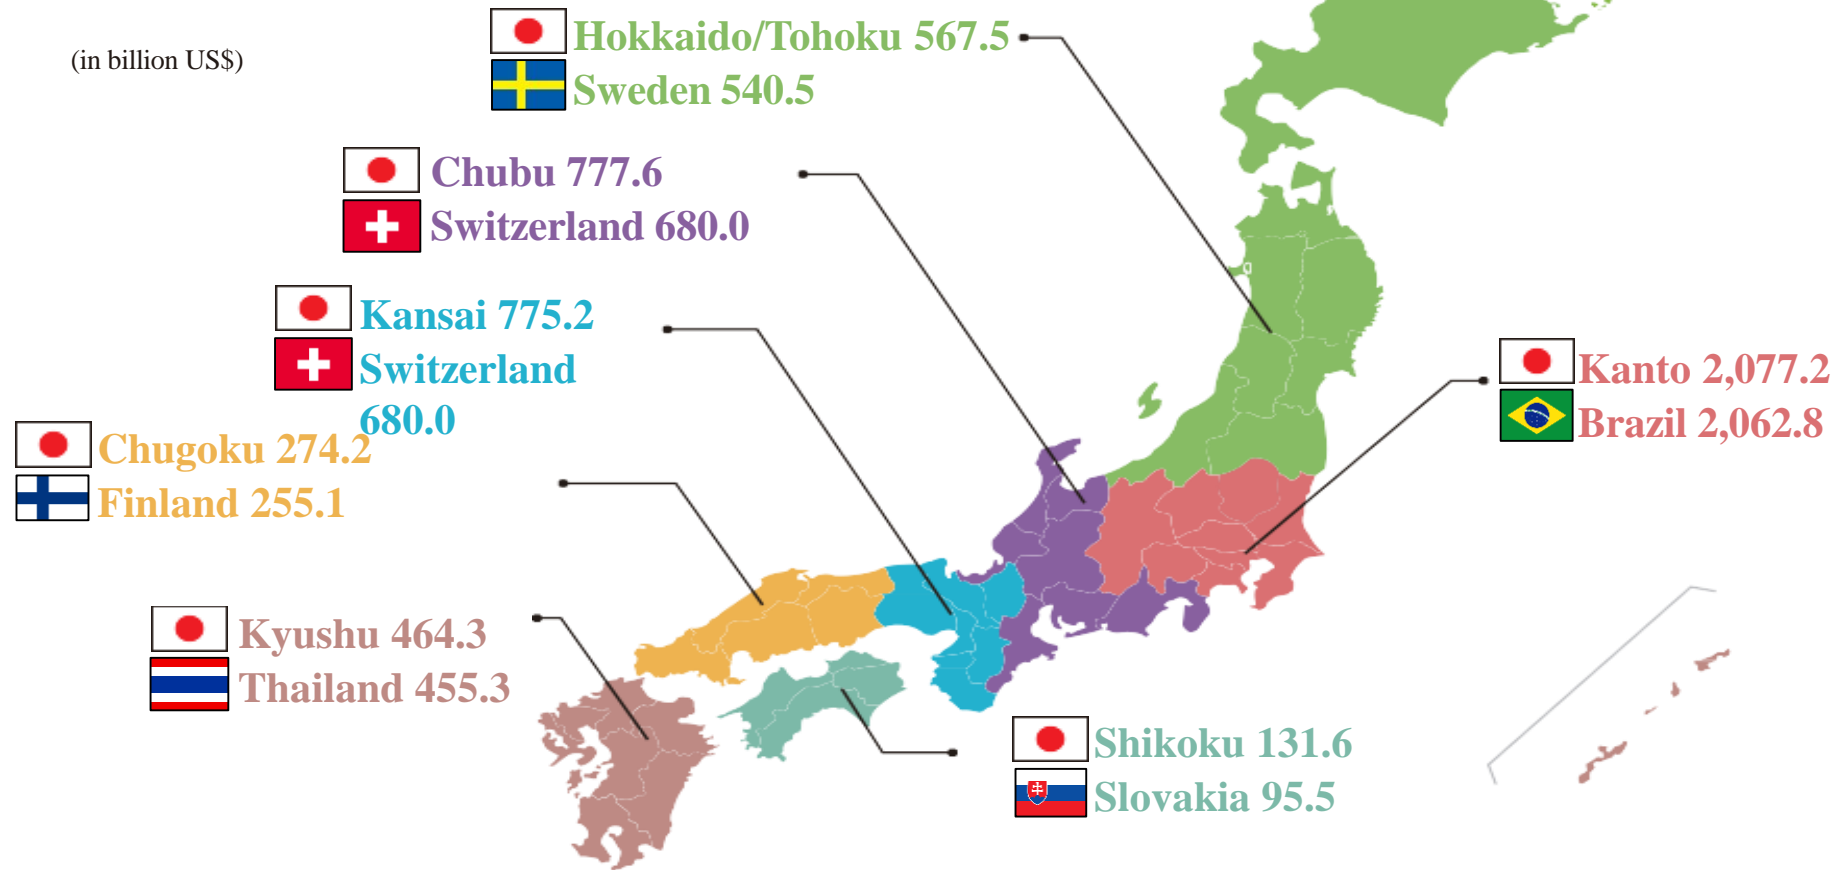 (in billion US$)
Hokkaido/Tohoku 567.5
Sweden 540.5
Chubu 777.6
Switzerland 680.0
Kansai 775.2
Switzerland
680.0
Kanto 2,077.2
Brazil 2,062.8
Chugoku 274.2
Finland 255.1
Kyushu 464.3
Thailand 455.3
Shikoku 131.6
Slovakia 95.5